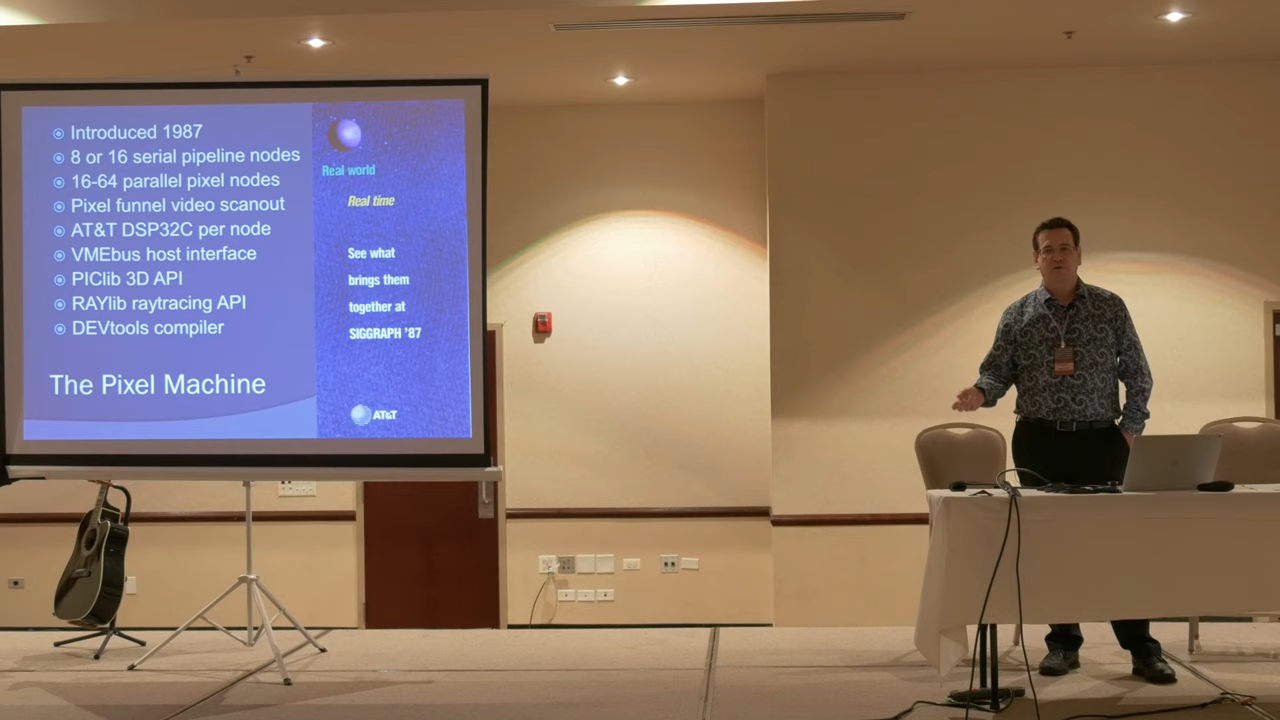 Introduced 1987
8 or 16 serial pipeline nodes
16-64 parallel pixel nodes
Pixel funnel video scanout
AT&T DSP32C per node
VMEbus host interface
PIClib 3D API
RAYlib raytracing API
DEVtools compiler
The Pixel Machine
Real world
Real time
See what
brings them
together at
SIGGRAPH '87
AT&T